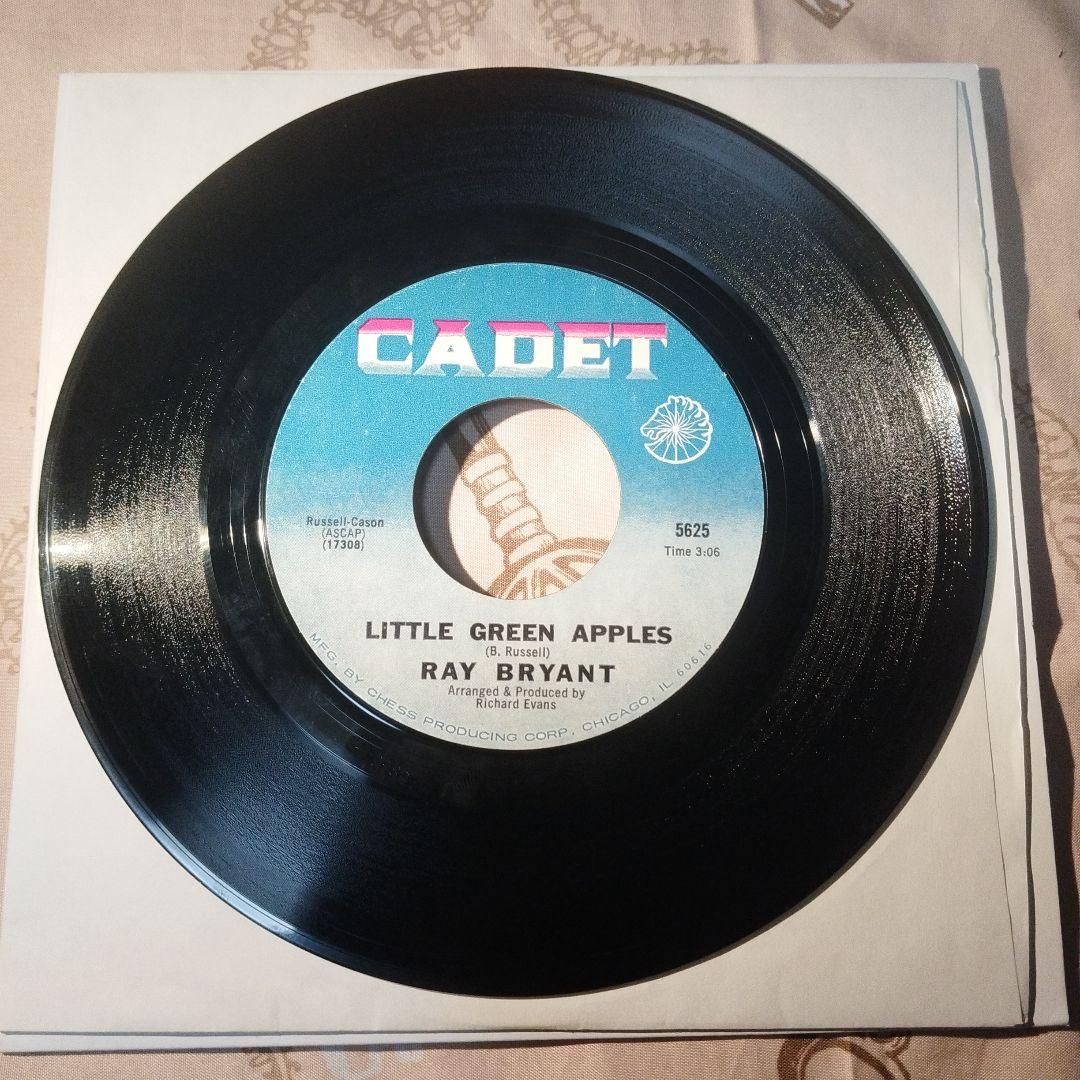 CADET
Russell-Cason
(ASCAP)
(17308)
5625
Time 3:06
LITTLE GREEN APPLES
(B. Russell)
RAY BRYANT
Arranged & Produced by
Richard Evans
MFG. BY CHESS PRODUCING CORP., CHICAGO, IL 60616